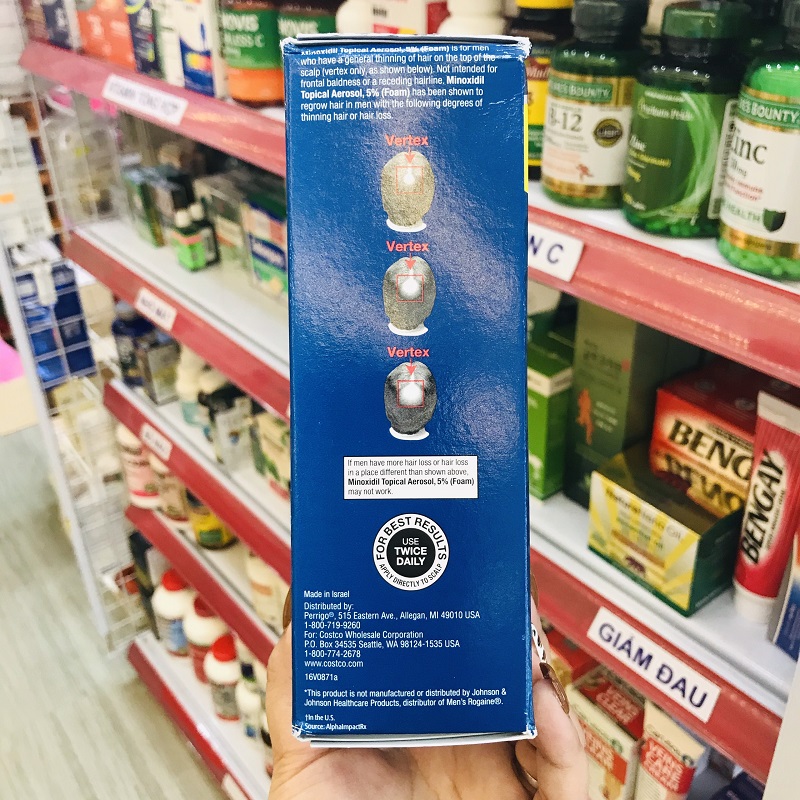 Minoxidil Topical Aerosol, 5% (Foam) is for men
who have a general thinning of hair on the top of the
scalp (vertex only, as shown below). Not intended for
frontal baldness or a receding hairline. Minoxidil
Topical Aerosol, 5% (Foam) has been shown to
regrow hair in men with the following degrees of
thinning hair or hair loss.
Vertex
Vertex
Vertex
If men have more hair loss or hair loss
in a place different than shown above,
Minoxidil Topical Aerosol, 5% (Foam)
may not work.
FOR BEST RESULTS
USE
TWICE
DAILY
APPLY DIRECTLY TO SCALP
Made in Israel
Distributed by:
Perrigo®, 515 Eastern Ave., Allegan, MI 49010 USA
1-800-719-9260
For: Costco Wholesale Corporation
P.O. Box 34535 Seattle, WA 98124-1535 USA
1-800-774-2678
www.costco.com
16V0871a
*This product is not manufactured or distributed by Johnson &
Johnson Healthcare Products, distributor of Men's Rogaine®.
†In the U.S.
Source: AlphaImpactRx
B-12
N C
BENGAY
GIẢM ĐAU